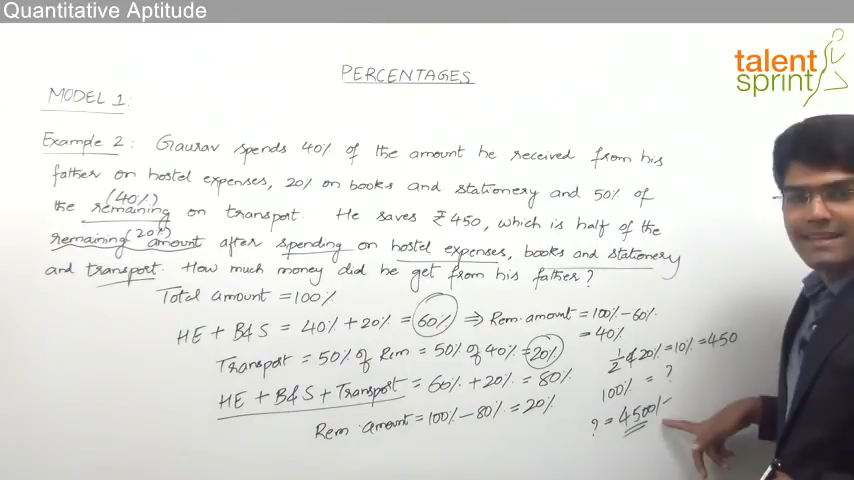 Quantitative Aptitude
talent
sprint
PERCENTAGES
MODEL 1:
Example 2: Gaurav spends 40% of the amount he received from his
father on hostel expenses, 20% on books and stationery and 50% of
(40%)
the remaining on transport. He saves ₹450, which is half of the
(20%)
remaining amount after spending on hostel expenses, books and stationery
and transport. How much money did he get from his father?
Total amount = 100%
HE + B&S = 40% + 20% = 60% ⇒ Rem. amount = 100% - 60%
= 40%
Transport = 50% of Rem = 50% of 40% = 20%
HE + B&S + Transport = 60% + 20% = 80%
Rem. amount = 100% - 80% = 20%
1/2 of 20% = 10% = 450
100% = ?
? = 4500/-